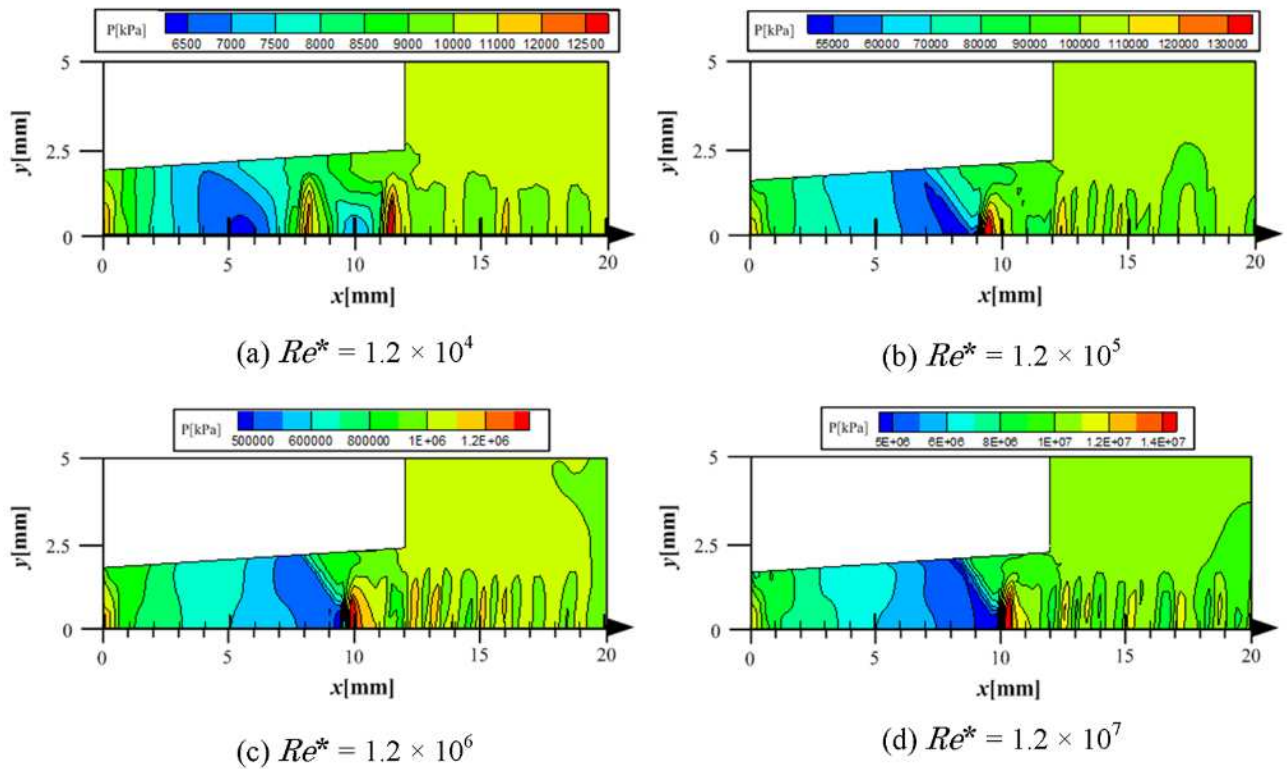 P[kPa] 6500 7000 7500 8000 8500 9000 10000 11000 12000 12500
5
2.5
0
y[mm]
0 5 10 15 20
x[mm]
(a) Re* = 1.2 × 10⁴
P[kPa] 55000 60000 70000 80000 90000 100000 110000 120000 130000
5
2.5
0
y[mm]
0 5 10 15 20
x[mm]
(b) Re* = 1.2 × 10⁵
P[kPa] 500000 600000 800000 1E+06 1.2E+06
5
2.5
0
y[mm]
0 5 10 15 20
x[mm]
(c) Re* = 1.2 × 10⁶
P[kPa] 5E+06 6E+06 8E+06 1E+07 1.2E+07 1.4E+07
5
2.5
0
y[mm]
0 5 10 15 20
x[mm]
(d) Re* = 1.2 × 10⁷